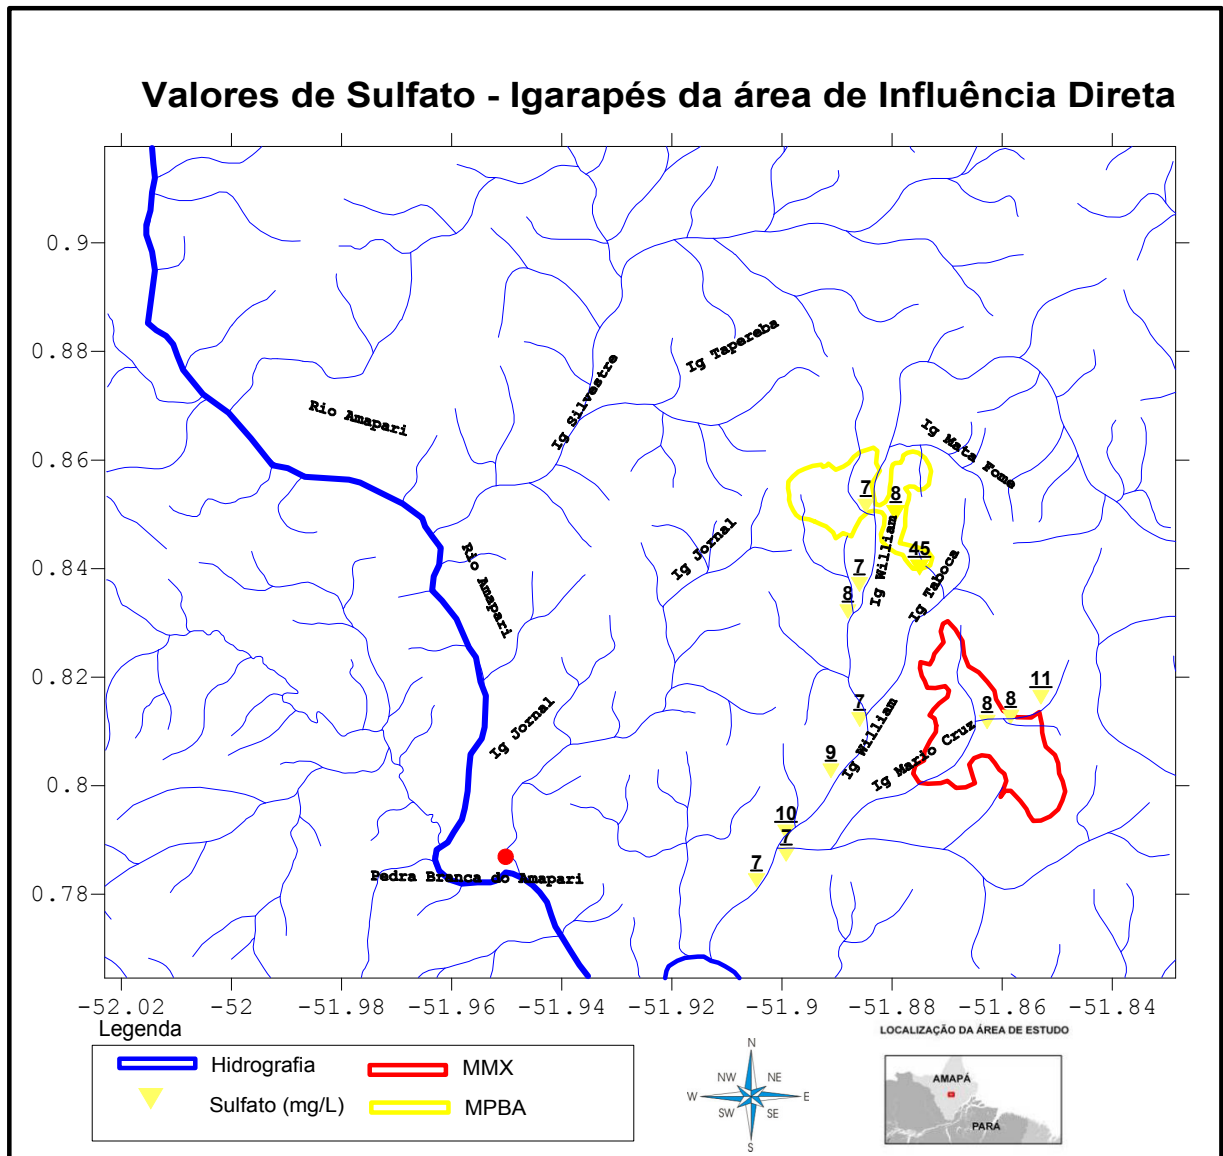 Valores de Sulfato - Igarapés da área de Influência Direta
0.9
0.88
0.86
0.84
0.82
0.8
0.78
Ig Tapereba
Ig Silvestre
Rio Amapari
Ig Mata Fome
7
8
Ig Jornal
Ig William
45
Rio Amapari
7
Ig Taboca
8
11
8
8
7
Ig Jornal
Ig William
Ig Mario Cruz
9
10
7
7
Pedra Branca do Amapari
-52.02
-52
-51.98
-51.96
-51.94
-51.92
-51.9
-51.88
-51.86
-51.84
Legenda
Hidrografia
MMX
Sulfato (mg/L)
MPBA
N
NW
NE
W
E
SW
SE
S
LOCALIZAÇÃO DA ÁREA DE ESTUDO
AMAPÁ
PARÁ